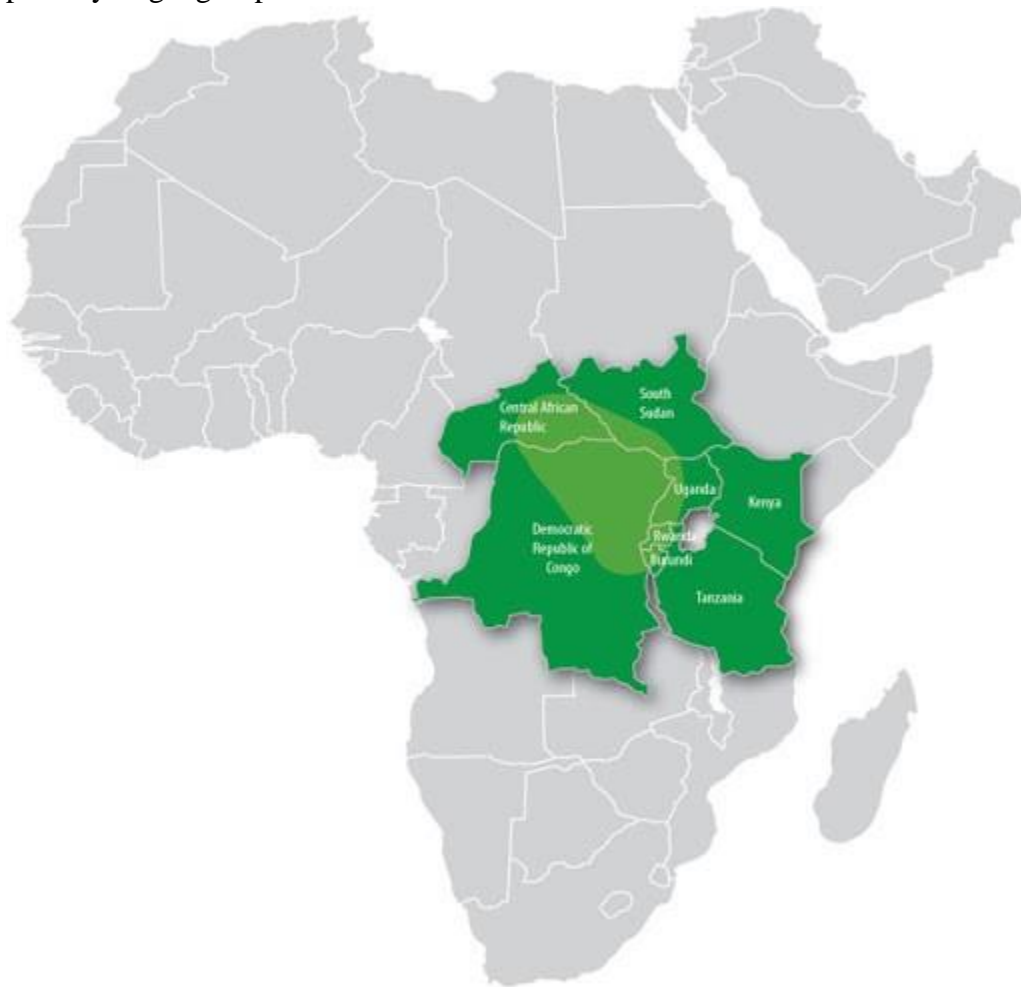 South
Sudan
Central African
Republic
Uganda
Kenya
Democratic
Republic of
Congo
Rwanda
Burundi
Tanzania